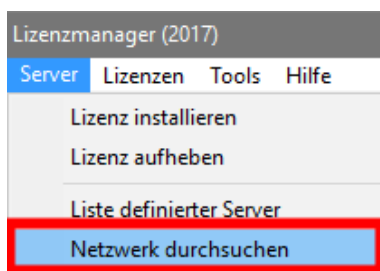 Lizenzmanager (2017)
Server Lizenzen Tools Hilfe
Lizenz installieren
Lizenz aufheben
Liste definierter Server
Netzwerk durchsuchen